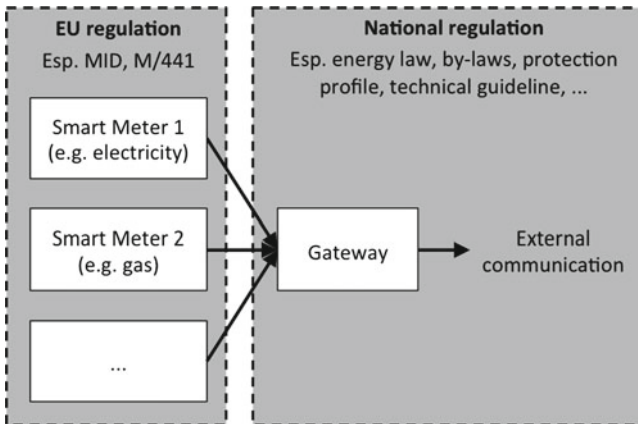 EU regulation
Esp. MID, M/441
Smart Meter 1
(e.g. electricity)
Smart Meter 2
(e.g. gas)
...
National regulation
Esp. energy law, by-laws, protection
profile, technical guideline, ...
Gateway
External
communication